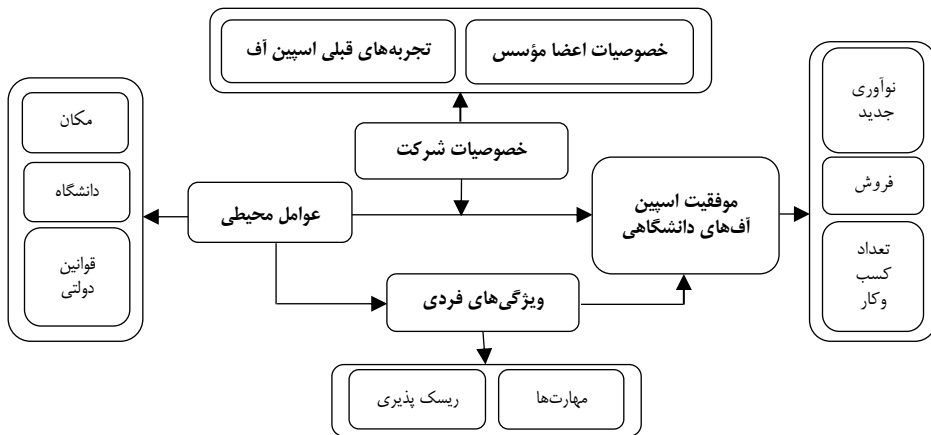 خصوصیات اعضا مؤسس
تجربه‌های قبلی اسپین آف
نوآوری
جدید
فروش
تعداد
کسب
وکار
خصوصیات شرکت
موفقیت اسپین
آف‌های دانشگاهی
عوامل محیطی
مکان
دانشگاه
قوانین
دولتی
ویژگی‌های فردی
مهارت‌ها
ریسک پذیری